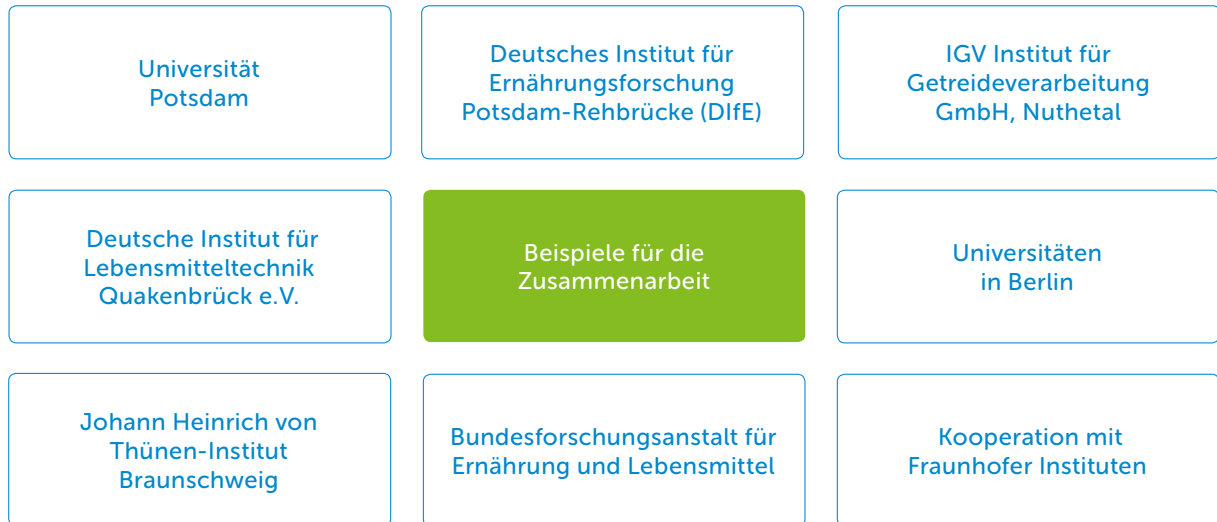 Universität
Potsdam
Deutsches Institut für
Ernährungsforschung
Potsdam-Rehbrücke (DIfE)
IGV Institut für
Getreideverarbeitung
GmbH, Nuthetal
Deutsche Institut für
Lebensmitteltechnik
Quakenbrück e.V.
Beispiele für die
Zusammenarbeit
Universitäten
in Berlin
Johann Heinrich von
Thünen-Institut
Braunschweig
Bundesforschungsanstalt für
Ernährung und Lebensmittel
Kooperation mit
Fraunhofer Instituten